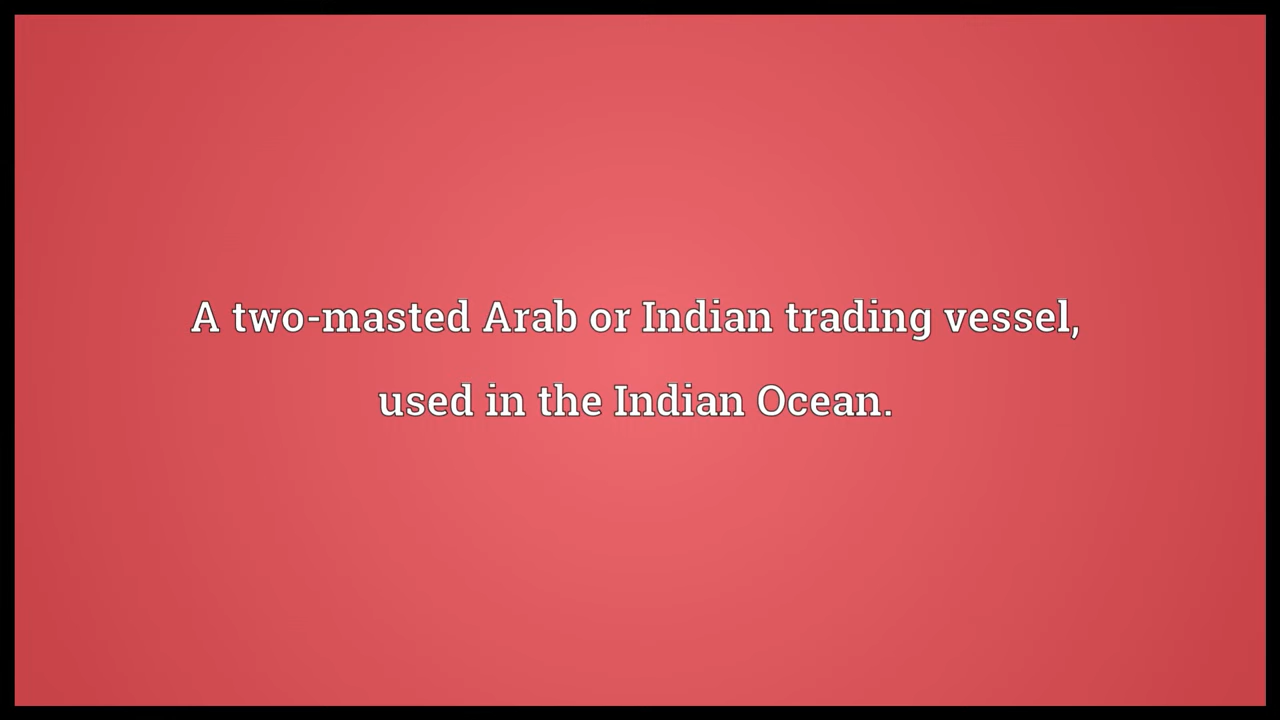 A two-masted Arab or Indian trading vessel,
used in the Indian Ocean.